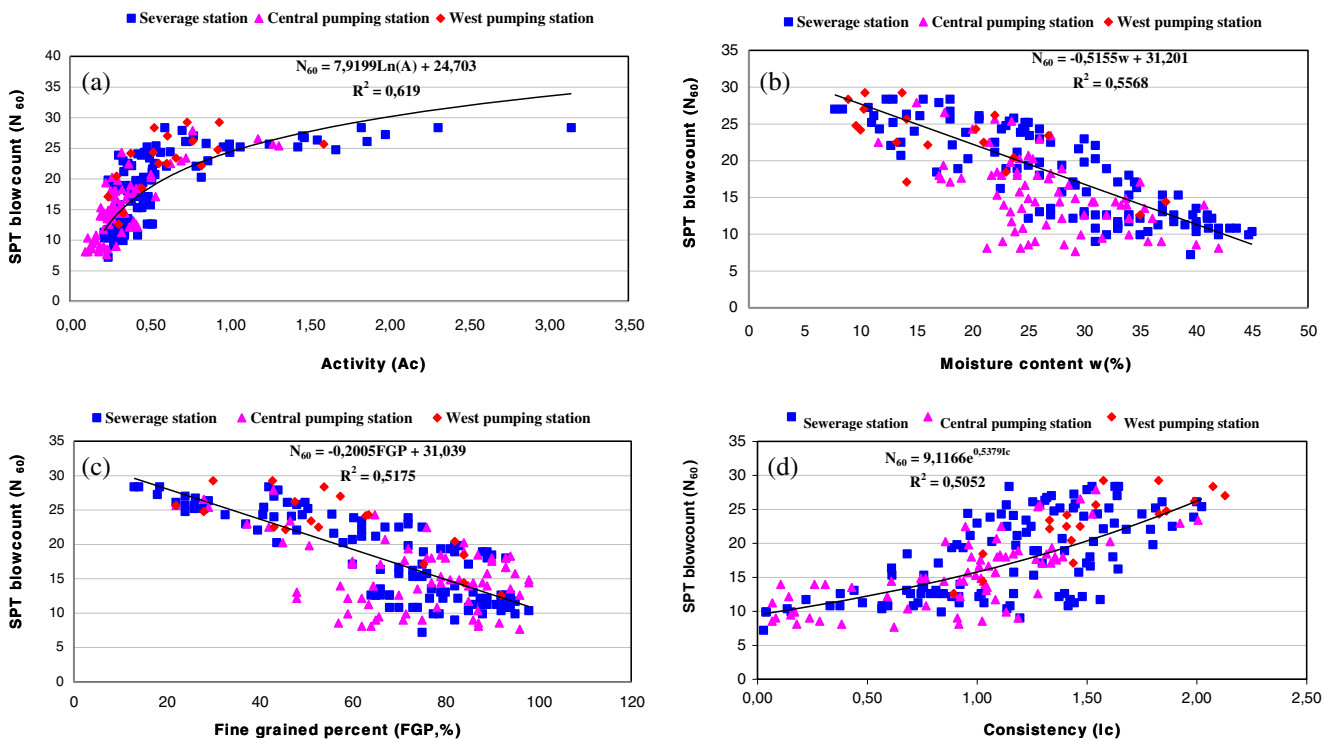 Sewerage station Central pumping station West pumping station
(a)
N60 = 7,9199Ln(A) + 24,703
R² = 0,619
SPT blowcount (N 60)
40
35
30
25
20
15
10
5
0
0,00 0,50 1,00 1,50 2,00 2,50 3,00 3,50
Activity (Ac)
Sewerage station Central pumping station West pumping station
(b)
N60 = -0,5155w + 31,201
R² = 0,5568
SPT blowcount (N60)
35
30
25
20
15
10
5
0
0 5 10 15 20 25 30 35 40 45 50
Moisture content w(%)
Sewerage station Central pumping station West pumping station
(c)
N60 = -0,2005FGP + 31,039
R² = 0,5175
SPT blowcount (N 60)
35
30
25
20
15
10
5
0
0 20 40 60 80 100 120
Fine grained percent (FGP,%)
Sewerage station Central pumping station West pumping station
(d)
N60 = 9,1166e0,5379Ic
R² = 0,5052
SPT blowcount (N60)
35
30
25
20
15
10
5
0
0,00 0,50 1,00 1,50 2,00 2,50
Consistency (Ic)